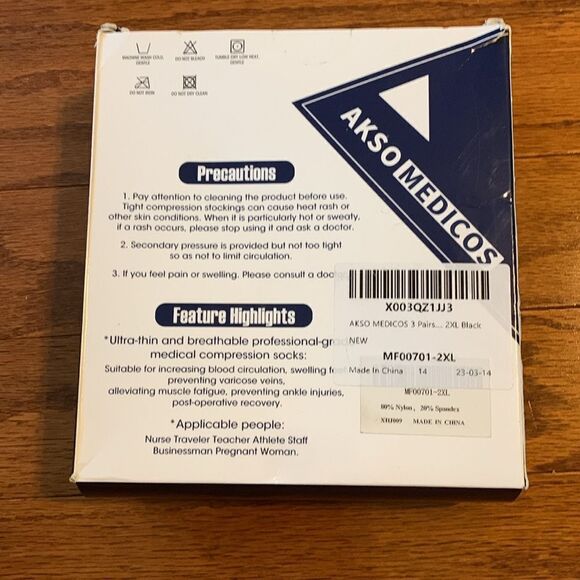 MACHINE WASH COLD,
GENTLE
DO NOT BLEACH
TUMBLE DRY LOW HEAT,
GENTLE
DO NOT IRON
DO NOT DRY CLEAN
AKSO MEDICOS
Precautions
1. Pay attention to cleaning the product before use.
Tight compression stockings can cause heat rash or
other skin conditions. When it is particularly hot or sweaty,
if a rash occurs, please stop using it and ask a doctor.
2. Secondary pressure is provided but not too tight
so as not to limit circulation.
3. If you feel pain or swelling. Please consult a
Feature Highlights
*Ultra-thin and breathable
medical compression socks:
Suitable for increasing blood circulation, swelling
preventing varicose veins,
alleviating muscle fatigue, preventing ankle injuries,
post-operative recovery.
*Applicable people:
Nurse Traveler Teacher Athlete Staff
Businessman Pregnant Woman.
X003QZ1JJ3
AKSO MEDICOS 3 Pairs... 2XL Black
NEW
MF00701-2XL
Made In China 14 23-03-14
MF00701-2XL
80% Nylon, 20% Spandex
XHJ009 MADE IN CHINA